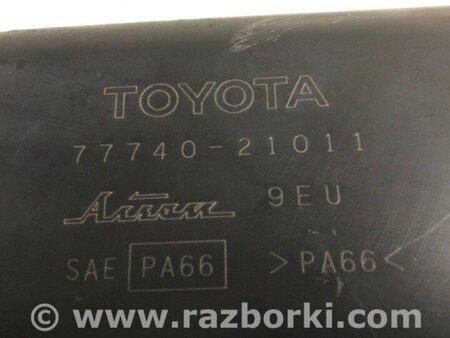 TOYOTA
77740-21011
Aisan 9EU
SAE PA66 >PA66<
© www.razborki.com